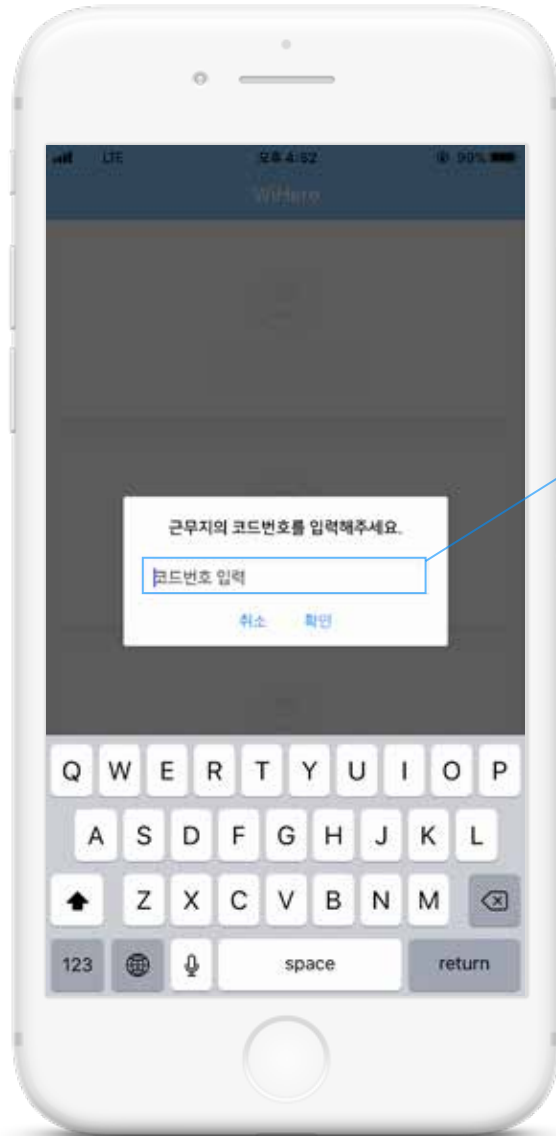 LTE
오후 4:52
90%
WiHero
근무지의 코드번호를 입력해주세요.
코드번호 입력
취소 확인
Q W E R T Y U I O P
A S D F G H J K L
Z X C V B N M
123 space return